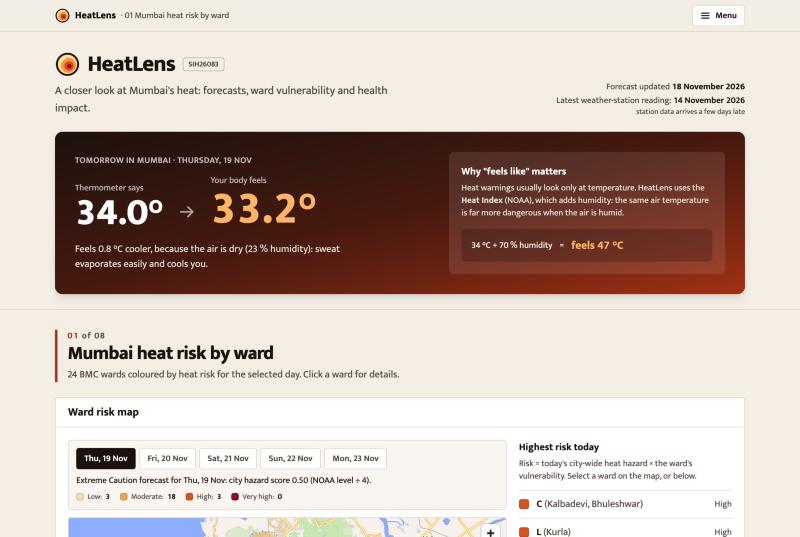 HeatLens · 01 Mumbai heat risk by ward
Menu
HeatLens SIH26083
A closer look at Mumbai's heat: forecasts, ward vulnerability and health
impact.
Forecast updated 18 November 2026
Latest weather-station reading: 14 November 2026
station data arrives a few days late
TOMORROW IN MUMBAI · THURSDAY, 19 NOV
Thermometer says
34.0°
→
Your body feels
33.2°
Feels 0.8 °C cooler, because the air is dry (23 % humidity): sweat
evaporates easily and cools you.
Why "feels like" matters
Heat warnings usually look only at temperature. HeatLens uses the
Heat Index (NOAA), which adds humidity: the same air temperature
is far more dangerous when the air is humid.
34 °C + 70 % humidity = feels 47 °C
01 of 08
Mumbai heat risk by ward
24 BMC wards coloured by heat risk for the selected day. Click a ward for details.
Ward risk map
Thu, 19 Nov Fri, 20 Nov Sat, 21 Nov Sun, 22 Nov Mon, 23 Nov
Extreme Caution forecast for Thu, 19 Nov: city hazard score 0.50 (NOAA level ÷ 4).
Low: 3 Moderate: 18 High: 3 Very high: 0
+
Highest risk today
Risk = today's city-wide heat hazard × the ward's
vulnerability. Select a ward on the map, or below.
C (Kalbadevi, Bhuleshwar) High
L (Kurla) High